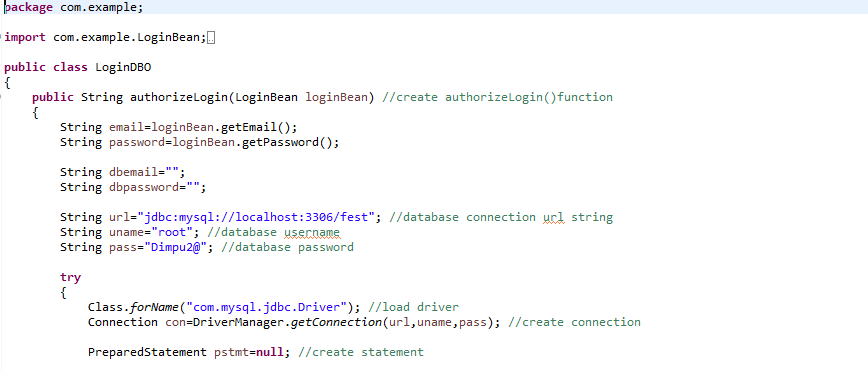 package com.example;
import com.example.LoginBean;
public class LoginDBO
{
public String authorizeLogin(LoginBean loginBean) //create authorizeLogin()function
{
String email=loginBean.getEmail();
String password=loginBean.getPassword();
String dbemail="";
String dbpassword="";
String url="jdbc:mysql://localhost:3306/fest"; //database connection url string
String uname="root"; //database username
String pass="Dimpu2@"; //database password
try
{
Class.forName("com.mysql.jdbc.Driver"); //load driver
Connection con=DriverManager.getConnection(url,uname,pass); //create connection
PreparedStatement pstmt=null; //create statement